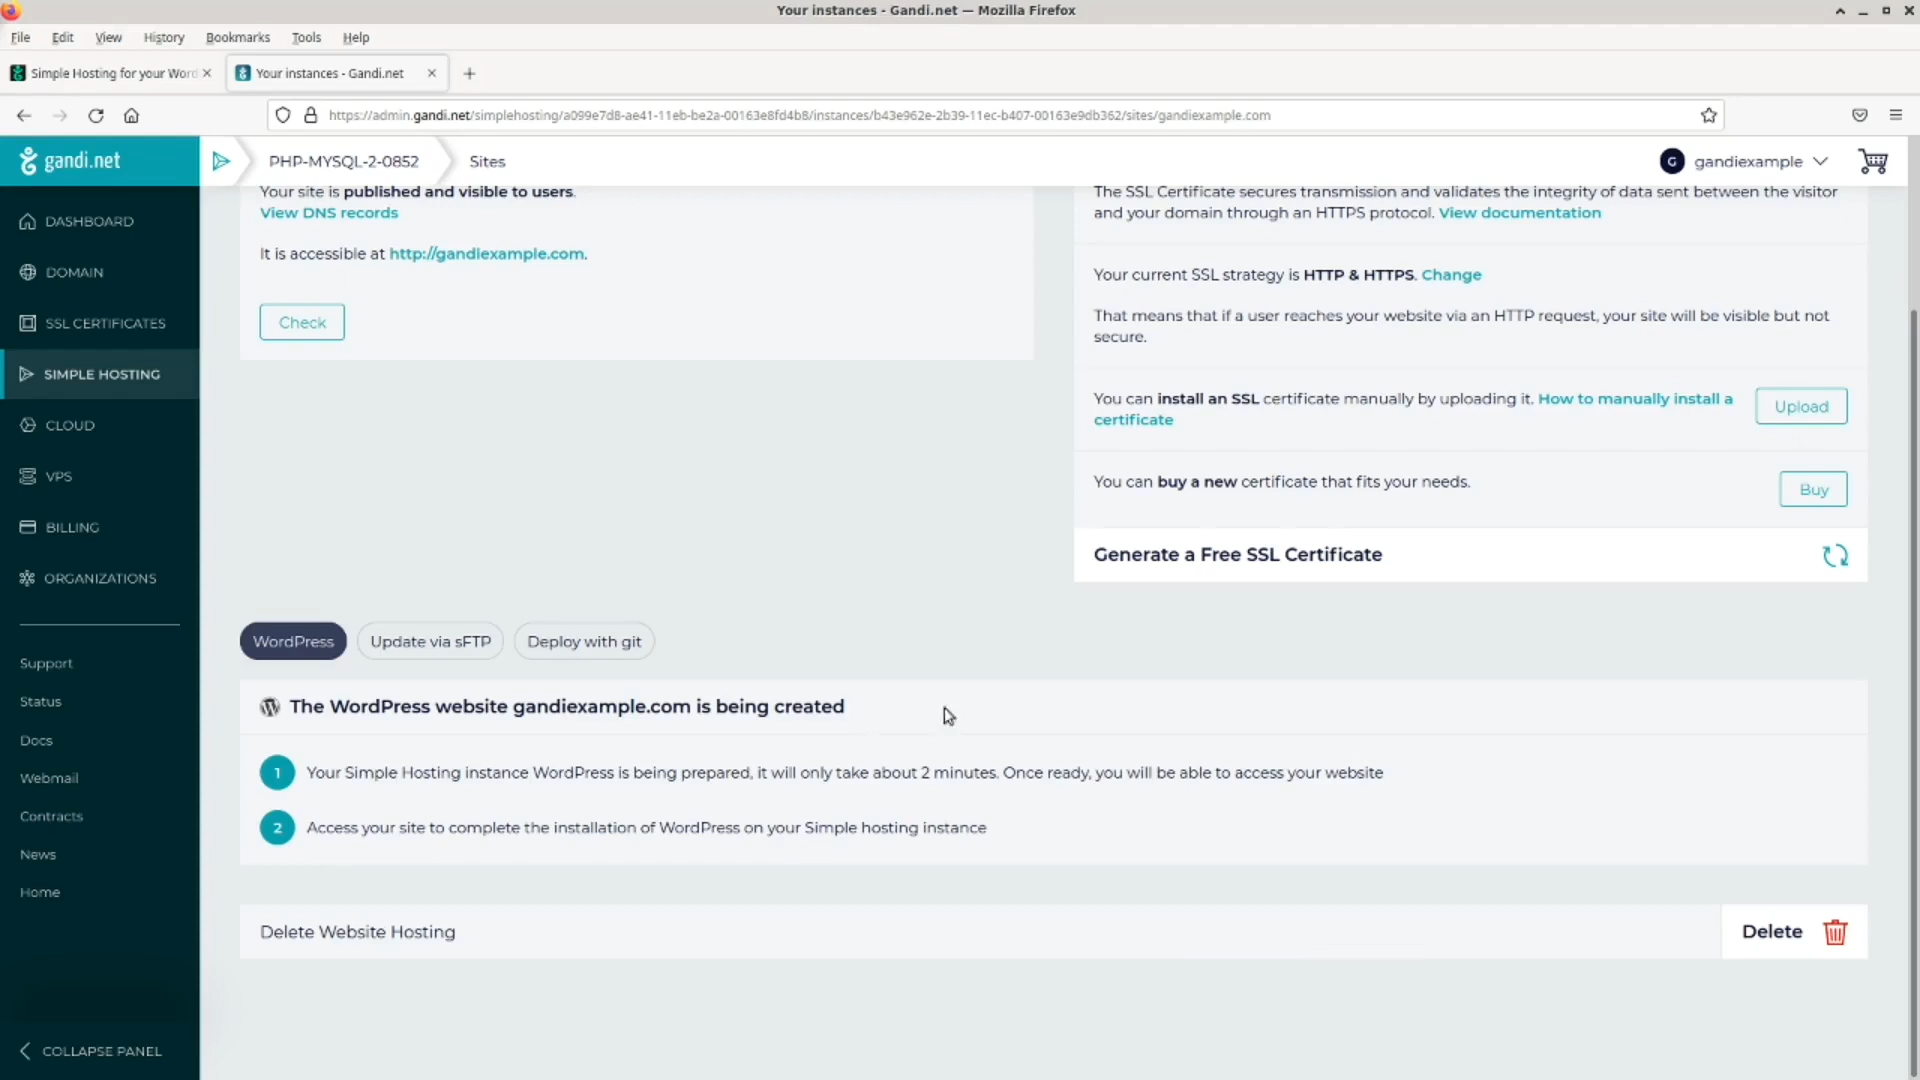 Your instances - Gandi.net — Mozilla Firefox
File Edit View History Bookmarks Tools Help
Simple Hosting for your Word
Your instances - Gandi.net
https://admin.gandi.net/simplehosting/a099e7d8-ae41-11eb-be2a-00163e8fd4b8/instances/b43e962e-2b39-11ec-b407-00163e9db362/sites/gandiexample.com
gandi.net
PHP-MYSQL-2-0852
Sites
G gandiexample
DASHBOARD
DOMAIN
SSL CERTIFICATES
SIMPLE HOSTING
CLOUD
VPS
BILLING
ORGANIZATIONS
Support
Status
Docs
Webmail
Contracts
News
Home
COLLAPSE PANEL
Your site is published and visible to users.
View DNS records
It is accessible at http://gandiexample.com.
Check
The SSL Certificate secures transmission and validates the integrity of data sent between the visitor
and your domain through an HTTPS protocol. View documentation
Your current SSL strategy is HTTP & HTTPS. Change
That means that if a user reaches your website via an HTTP request, your site will be visible but not
secure.
You can install an SSL certificate manually by uploading it. How to manually install a
certificate
Upload
You can buy a new certificate that fits your needs.
Buy
Generate a Free SSL Certificate
WordPress
Update via sFTP
Deploy with git
The WordPress website gandiexample.com is being created
1 Your Simple Hosting instance WordPress is being prepared, it will only take about 2 minutes. Once ready, you will be able to access your website
2 Access your site to complete the installation of WordPress on your Simple hosting instance
Delete Website Hosting
Delete